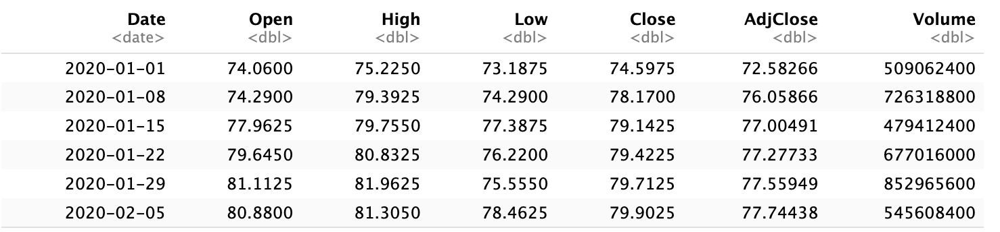 Date Open High Low Close AdjClose Volume
<date> <dbl> <dbl> <dbl> <dbl> <dbl> <dbl>
2020-01-01 74.0600 75.2250 73.1875 74.5975 72.58266 509062400
2020-01-08 74.2900 79.3925 74.2900 78.1700 76.05866 726318800
2020-01-15 77.9625 79.7550 77.3875 79.1425 77.00491 479412400
2020-01-22 79.6450 80.8325 76.2200 79.4225 77.27733 677016000
2020-01-29 81.1125 81.9625 75.5550 79.7125 77.55949 852965600
2020-02-05 80.8800 81.3050 78.4625 79.9025 77.74438 545608400